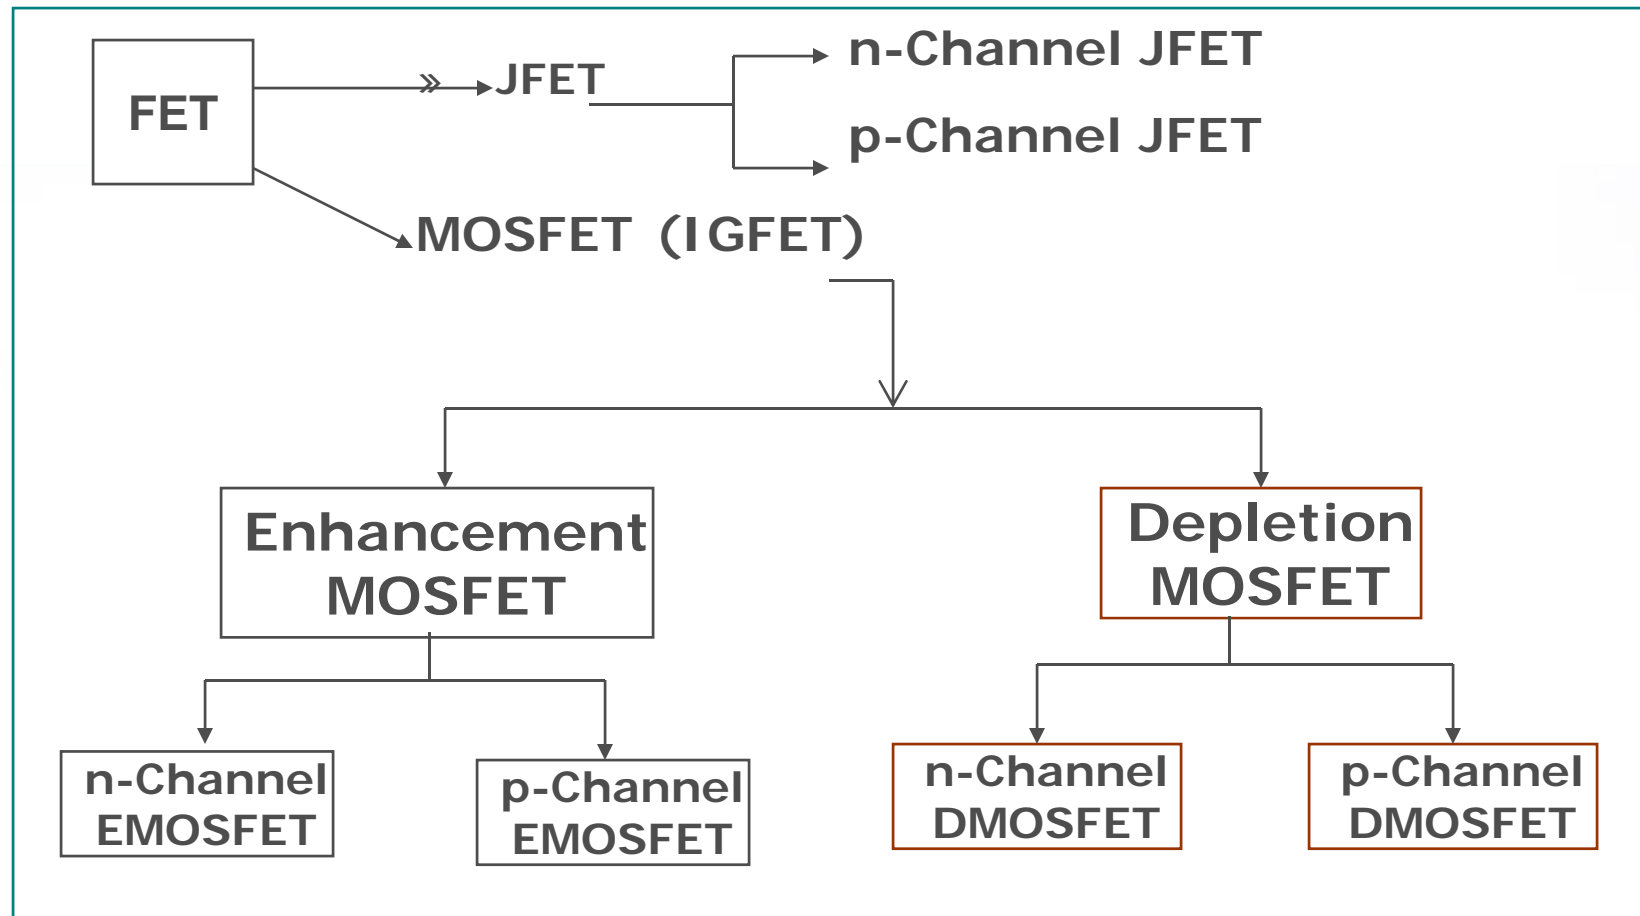 FET
»
JFET
n-Channel JFET
p-Channel JFET
MOSFET (IGFET)
Enhancement
MOSFET
Depletion
MOSFET
n-Channel
EMOSFET
p-Channel
EMOSFET
n-Channel
DMOSFET
p-Channel
DMOSFET